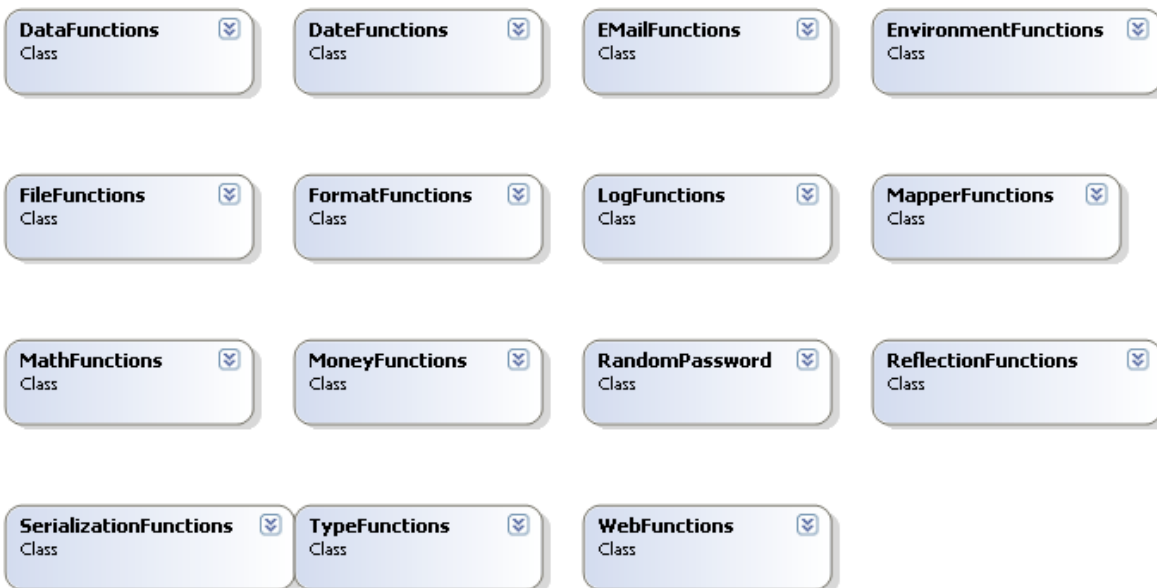 DataFunctions
Class
DateFunctions
Class
EMailFunctions
Class
EnvironmentFunctions
Class
FileFunctions
Class
FormatFunctions
Class
LogFunctions
Class
MapperFunctions
Class
MathFunctions
Class
MoneyFunctions
Class
RandomPassword
Class
ReflectionFunctions
Class
SerializationFunctions
Class
TypeFunctions
Class
WebFunctions
Class